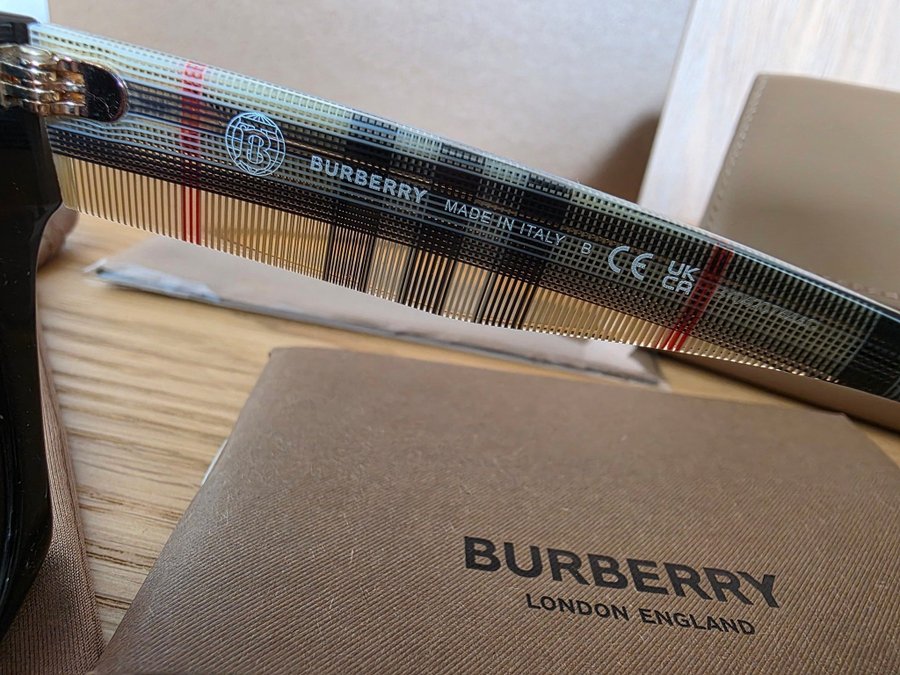 B
BURBERRY MADE IN ITALY B CE UK
CA
BURBERRY
LONDON ENGLAND